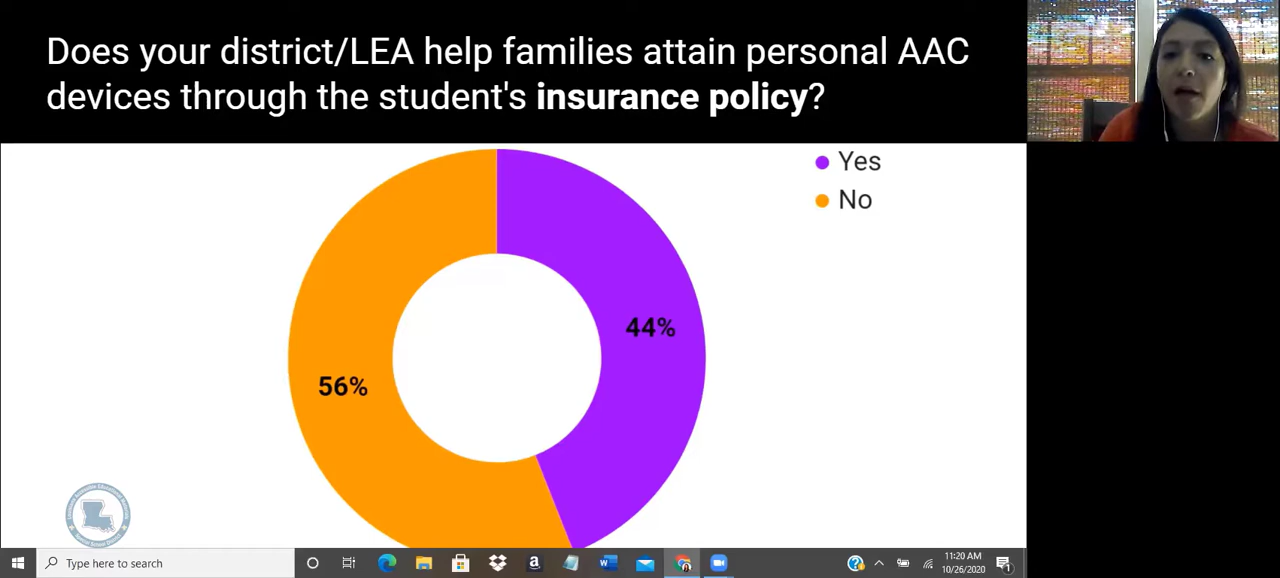 Does your district/LEA help families attain personal AAC
devices through the student's insurance policy?
Yes
No
44%
56%
Type here to search
11:20 AM
10/26/2020